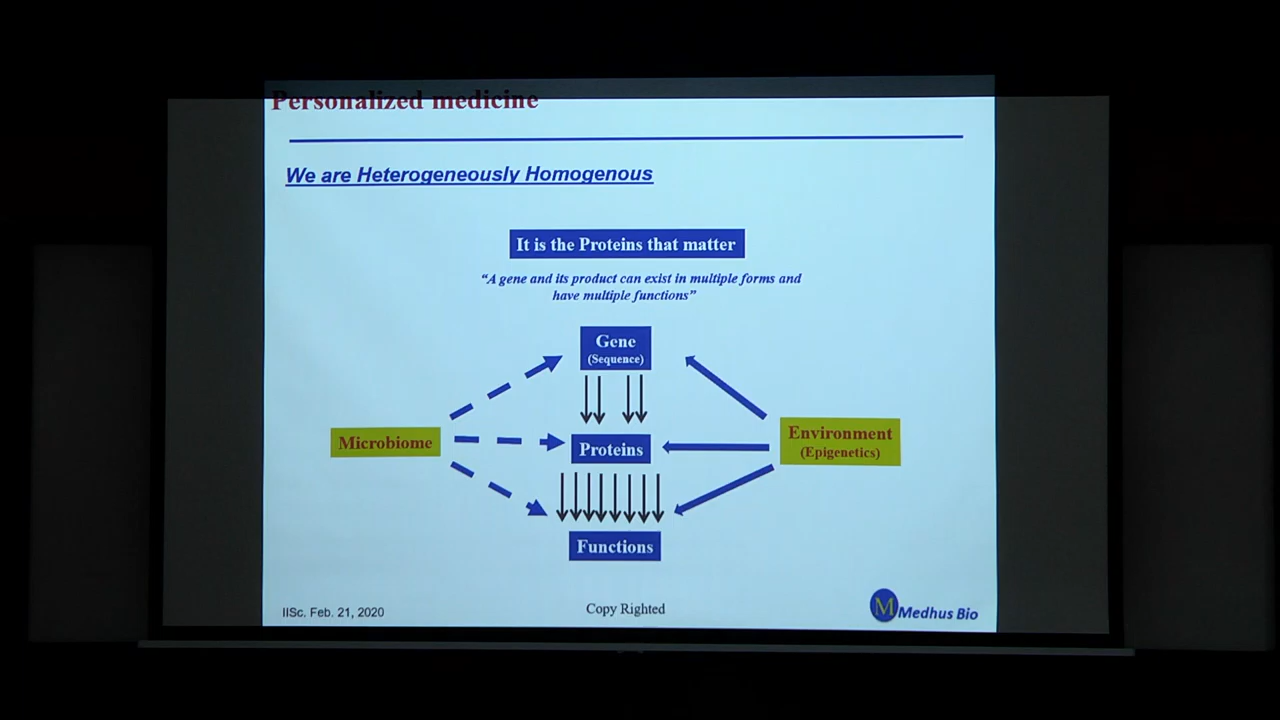 Personalized medicine
We are Heterogeneously Homogenous
It is the Proteins that matter
“A gene and its product can exist in multiple forms and
have multiple functions”
Gene
(Sequence)
Microbiome
Proteins
Environment
(Epigenetics)
Functions
IISc. Feb. 21, 2020
Copy Righted
M Medhus Bio